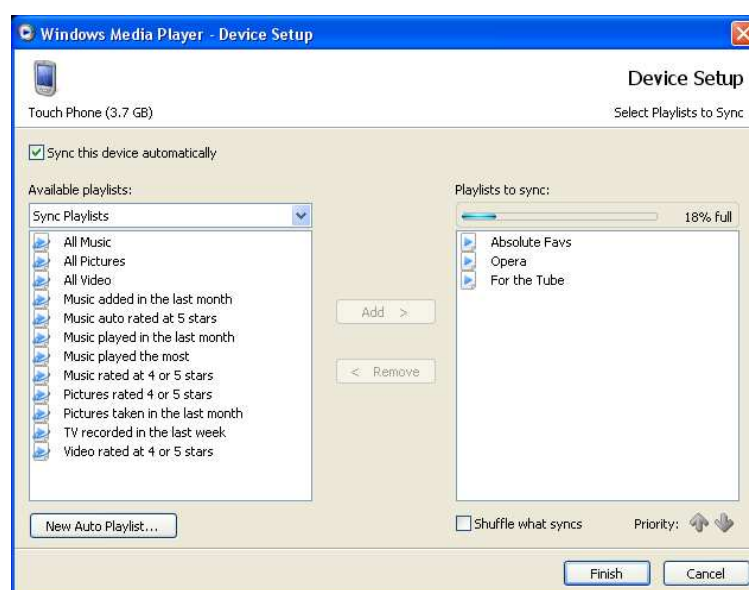 Windows Media Player - Device Setup
Device Setup
Touch Phone (3.7 GB)
Select Playlists to Sync
Sync this device automatically
Available playlists:
Sync Playlists
All Music
All Pictures
All Video
Music added in the last month
Music auto rated at 5 stars
Music played in the last month
Music played the most
Music rated at 4 or 5 stars
Pictures rated 4 or 5 stars
Pictures taken in the last month
TV recorded in the last week
Video rated at 4 or 5 stars
New Auto Playlist...
Add >
< Remove
Playlists to sync:
18% full
Absolute Favs
Opera
For the Tube
Shuffle what syncs
Priority:
Finish
Cancel